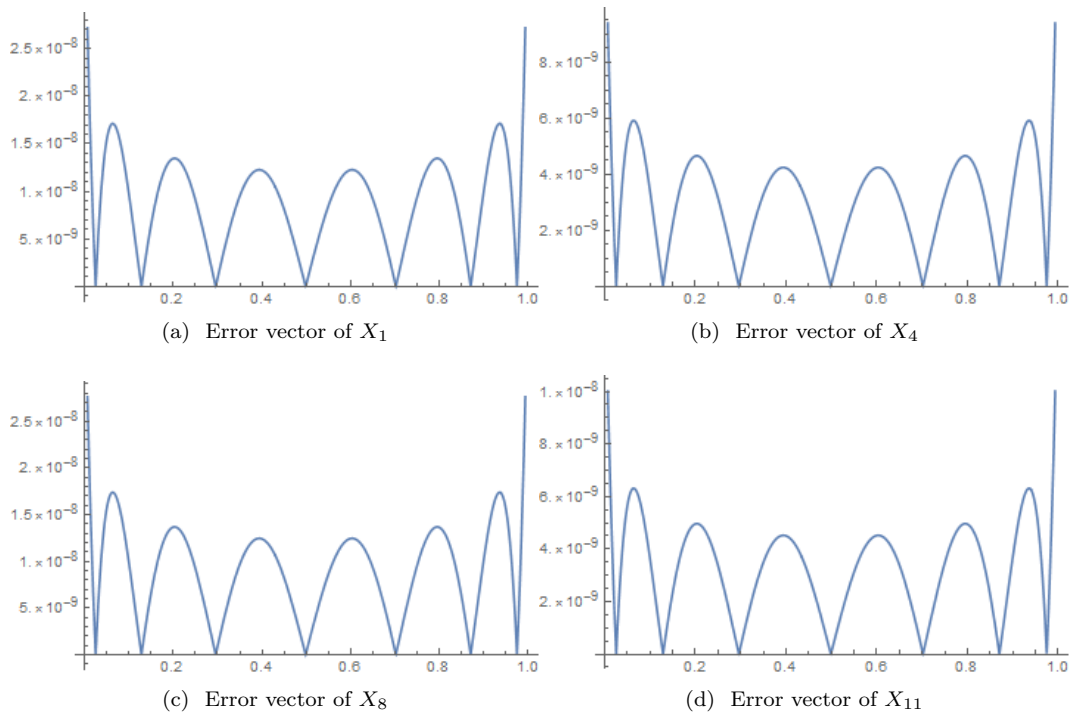 2.5×10⁻⁸
2.×10⁻⁸
1.5×10⁻⁸
1.×10⁻⁸
5.×10⁻⁹
0.2 0.4 0.6 0.8 1.0
(a) Error vector of X₁
8.×10⁻⁹
6.×10⁻⁹
4.×10⁻⁹
2.×10⁻⁹
0.2 0.4 0.6 0.8 1.0
(b) Error vector of X₄
2.5×10⁻⁸
2.×10⁻⁸
1.5×10⁻⁸
1.×10⁻⁸
5.×10⁻⁹
0.2 0.4 0.6 0.8 1.0
(c) Error vector of X₈
1.×10⁻⁸
8.×10⁻⁹
6.×10⁻⁹
4.×10⁻⁹
2.×10⁻⁹
0.2 0.4 0.6 0.8 1.0
(d) Error vector of X₁₁